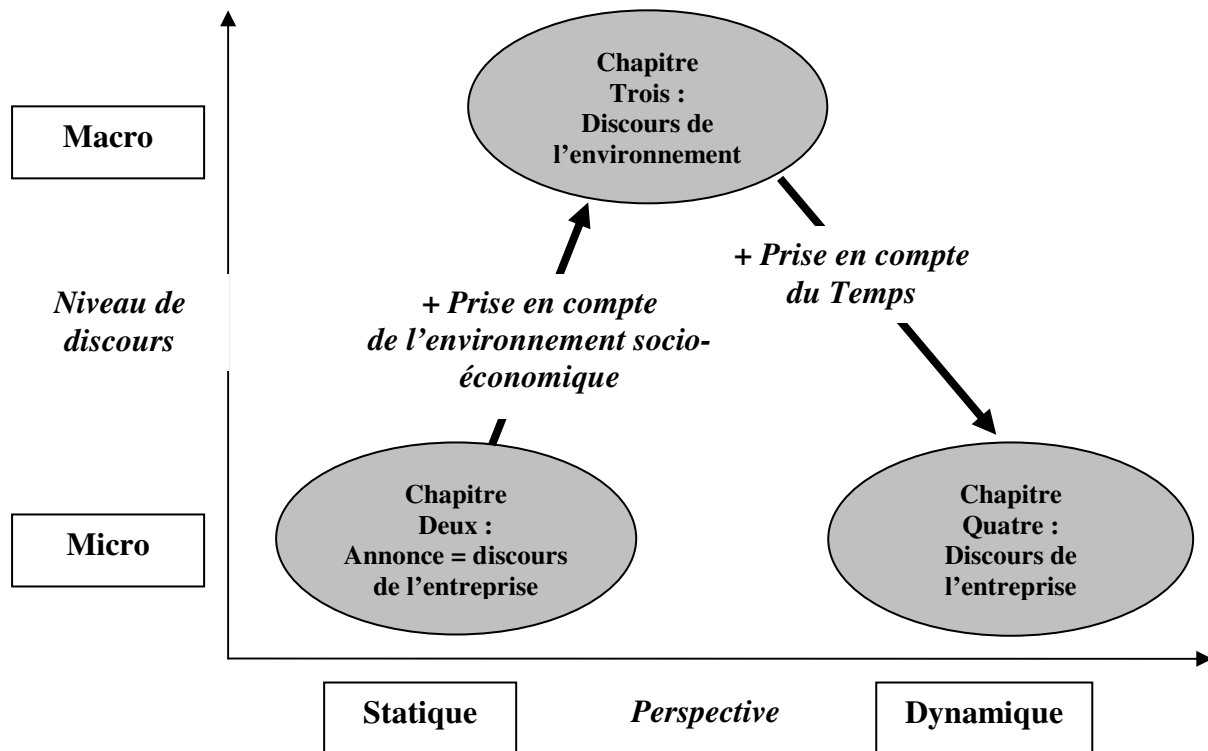 Chapitre
Trois :
Discours de
l’environnement
Macro
+ Prise en compte
du Temps
Niveau de
discours
+ Prise en compte
de l’environnement socio-
économique
Chapitre
Deux :
Annonce = discours
de l’entreprise
Micro
Chapitre
Quatre :
Discours de
l’entreprise
Statique
Perspective
Dynamique